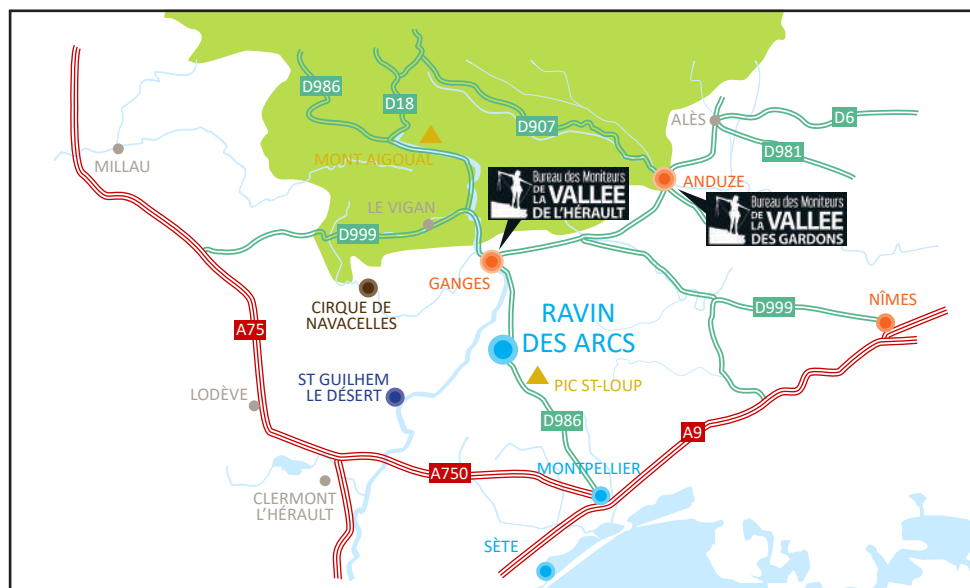 D986
D18
D907
ALÈS
D6
D981
MILLAU
MONT-AIGOUAL
ANDUZE
Bureau des Moniteurs
DE LA VALLEE
DE L'HÉRAULT
Bureau des Moniteurs
DE LA VALLEE
DES GARDONS
LE VIGAN
D999
GANGES
CIRQUE DE
NAVACELLES
NÎMES
D999
A75
RAVIN
DES ARCS
ST GUILHEM
LE DÉSERT
PIC ST-LOUP
LODÈVE
D986
A9
A750
MONTPELLIER
CLERMONT
L'HÉRAULT
SÈTE